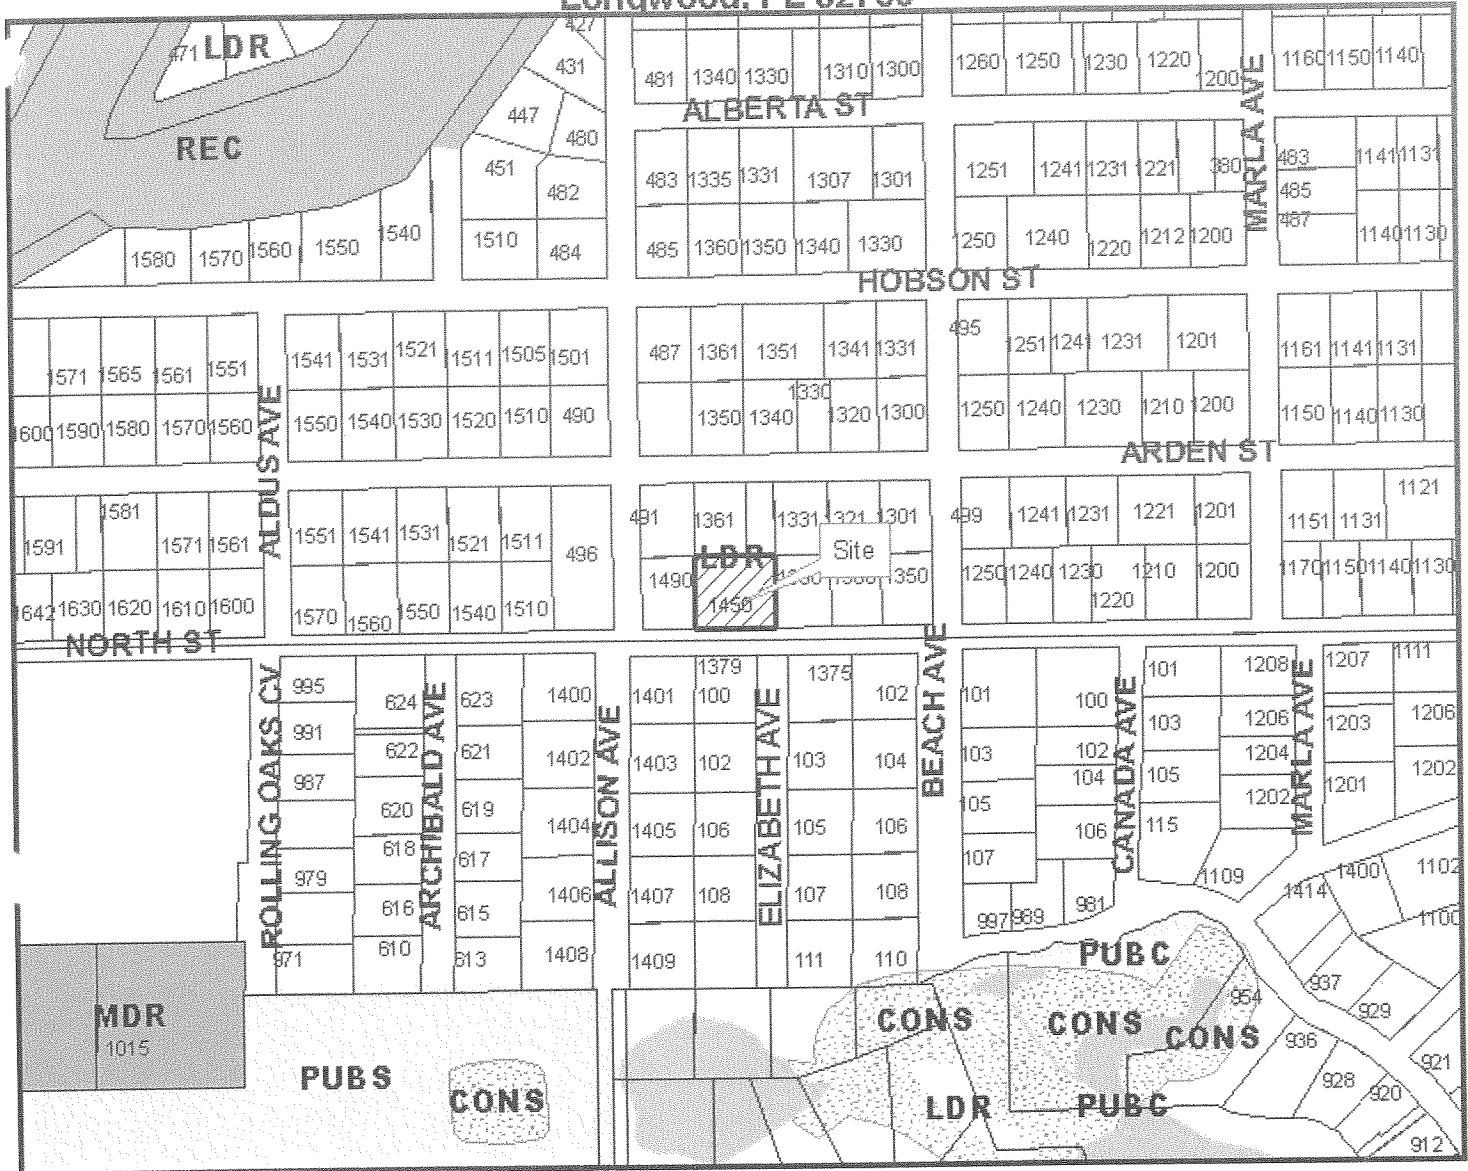 427
471 LDR
431
481 1340 1330 1310 1300
1260 1250 1230 1220 1200
1160 1150 1140
MARLA AVE
ALBERTA ST
447
480
REC
451
482
483 1335 1331 1307 1301
1251 1241 1231 1221 380
483 1141 1131
485
487
1580 1570 1560 1550 1540
1510 484
485 1360 1350 1340 1330
1250 1240 1220 1212 1200
1140 1130
HOBSON ST
1571 1565 1561 1551
1541 1531 1521 1511 1505 1501
487 1361 1351 1341 1331
495 1251 1241 1231 1201
1161 1141 1131
1600 1590 1580 1570 1560
ALDUS AVE
1550 1540 1530 1520 1510 490
1350 1340 1330 1320 1300
1250 1240 1230 1210 1200
1150 1140 1130
ARDEN ST
1591 1581 1571 1561
1551 1541 1531 1521 1511 496
491 1361 1331 1321 1301
499 1241 1231 1221 1201
1151 1131 1121
LDR Site
1642 1630 1620 1610 1600
1570 1560 1550 1540 1510
1490 1450 1350
1250 1240 1230 1220 1210 1200
1170 1150 1140 1130
NORTH ST
ROLLING OAKS CV
ARCHIBALD AVE
ALLISON AVE
ELIZABETH AVE
BEACH AVE
CANADA AVE
MARLA AVE
995 624 623 1400 1401 1379 100 1375 102 101 100 101 1208 1207 1111
991 622 621 1402 1403 102 103 104 103 102 103 1206 1203 1206
987 104 105 1204 1201 1202
620 619 1404 1405 106 105 106 105 106 115 1202
979 618 617 107 1109 1400 1102
616 615 1406 1407 108 107 108 997 989 981 1414 1100
971 610 613 1408 1409 111 110
PUBC
937
954
929
MDR
1015
CONS CONS CONS
936
921
PUBS
CONS
LDR
PUBC
928
920
912